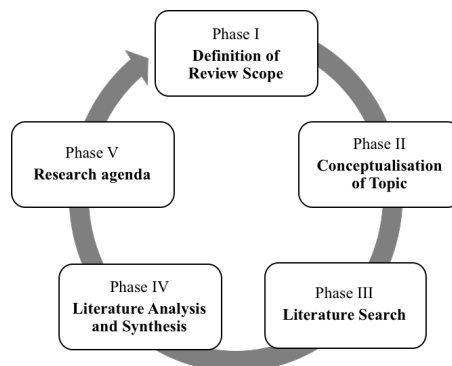 Phase I
Definition of
Review Scope
Phase II
Conceptualisation
of Topic
Phase III
Literature Search
Phase IV
Literature Analysis
and Synthesis
Phase V
Research agenda